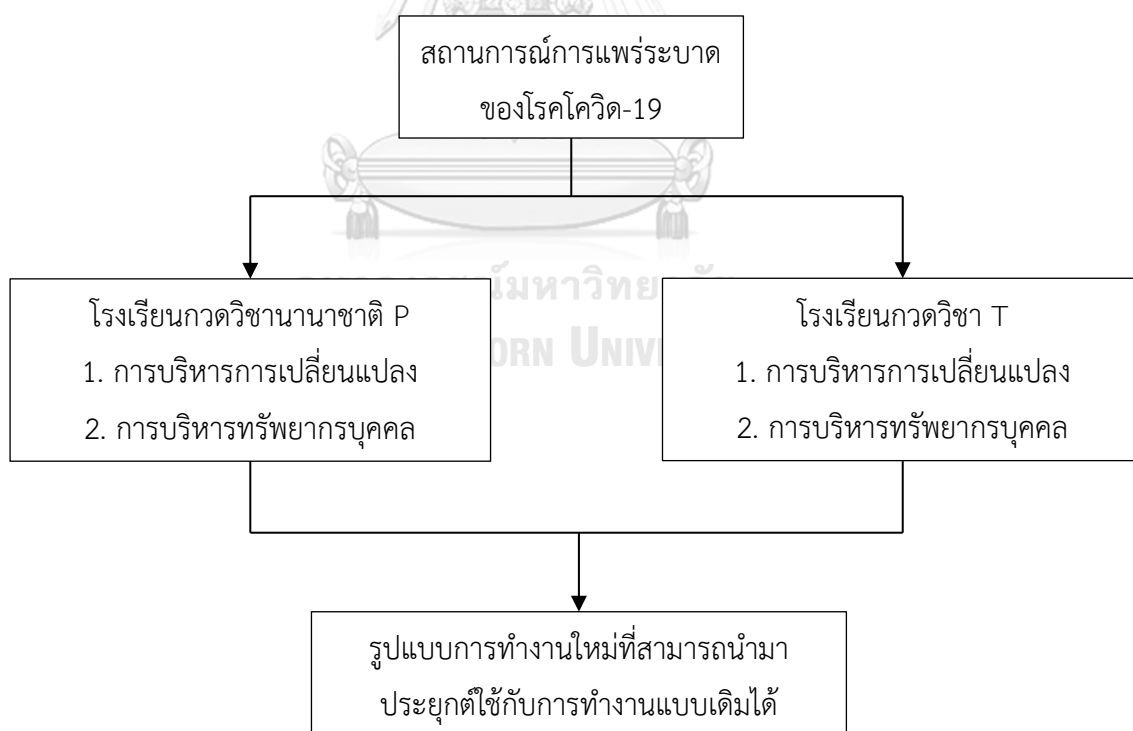 สถานการณ์การแพร่ระบาด
ของโรคโควิด-19
โรงเรียนกวดวิชานานาชาติ P
1. การบริหารการเปลี่ยนแปลง
2. การบริหารทรัพยากรบุคคล
โรงเรียนกวดวิชา T
1. การบริหารการเปลี่ยนแปลง
2. การบริหารทรัพยากรบุคคล
รูปแบบการทำงานใหม่ที่สามารถนำมา
ประยุกต์ใช้กับการทำงานแบบเดิมได้